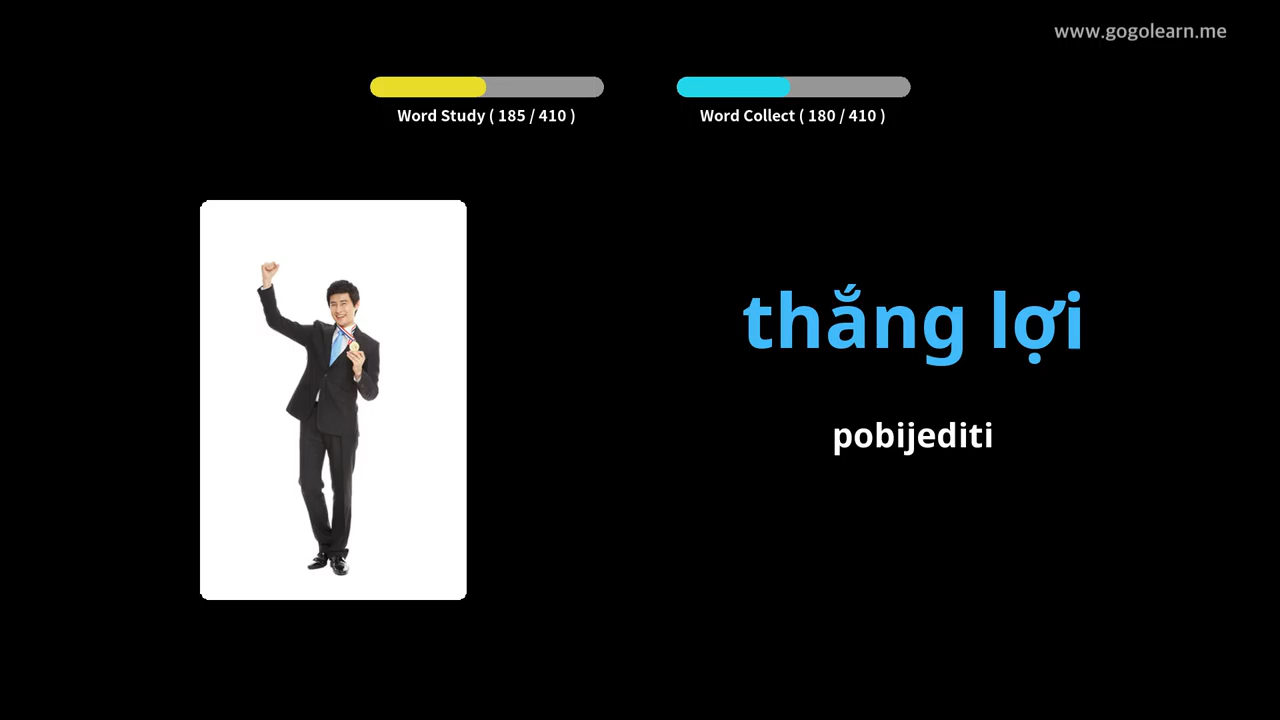 www.gogolearn.me
Word Study ( 185 / 410 )
Word Collect ( 180 / 410 )
thắng lợi
pobijediti